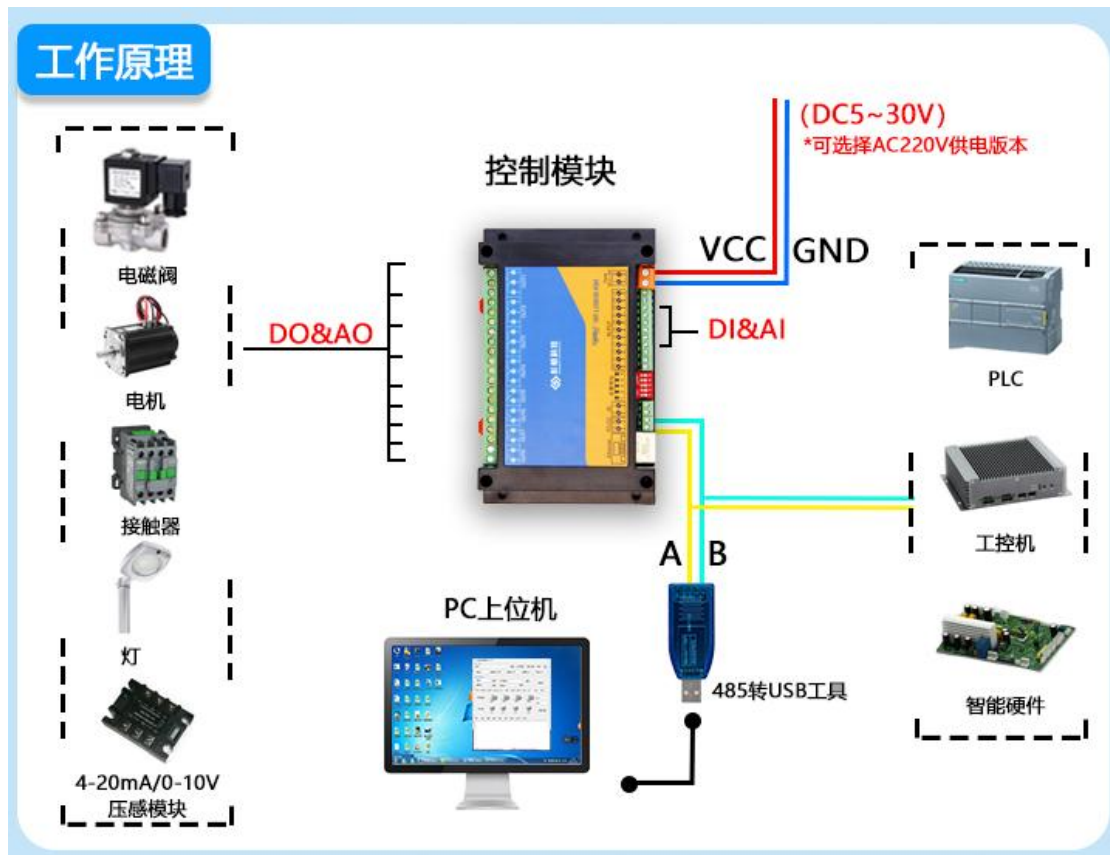 工作原理
(DC5~30V)
*可选择AC220V供电版本
控制模块
VCC
GND
电磁阀
DO&AO
DI&AI
电机
PLC
接触器
工控机
A
B
PC上位机
灯
485转USB工具
智能硬件
4-20mA/0-10V
压感模块